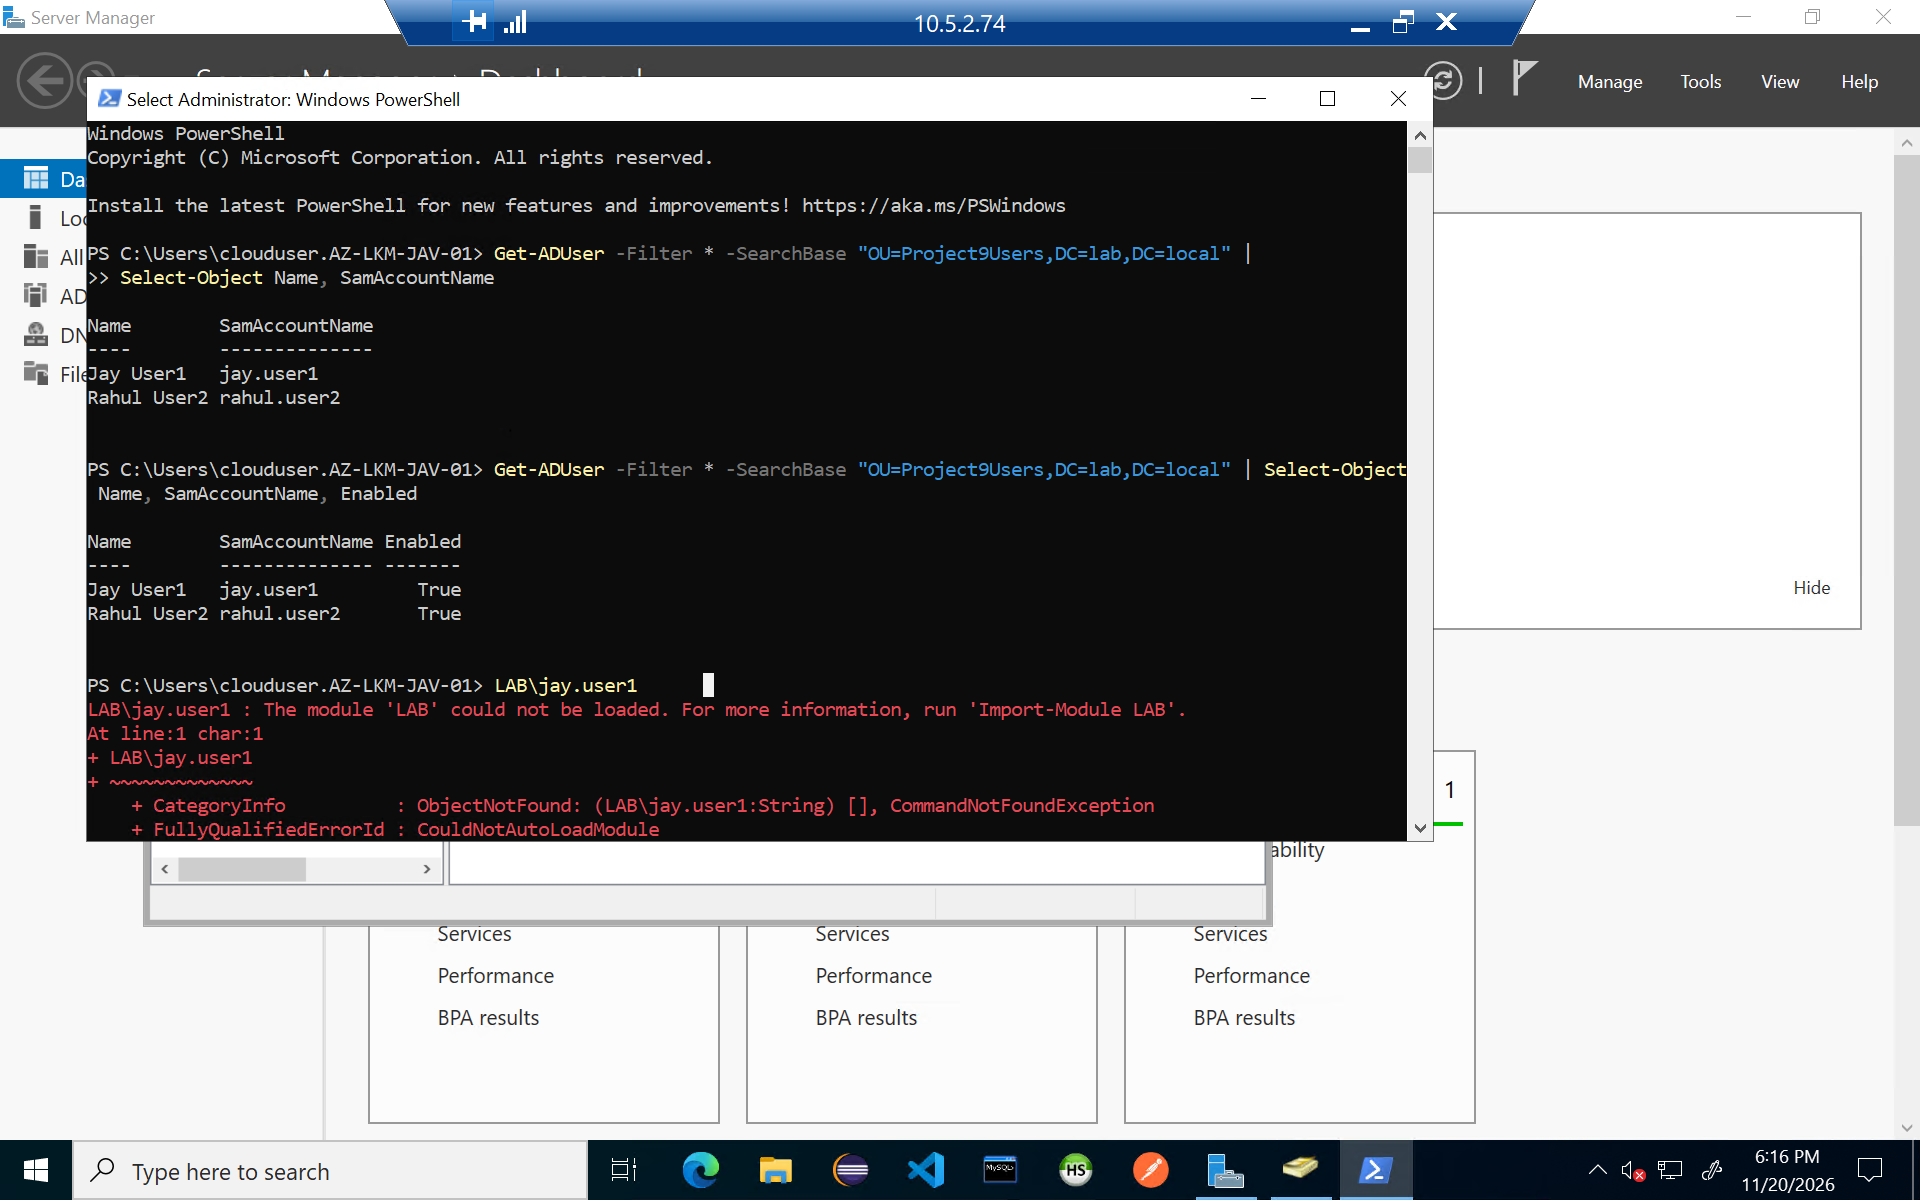 Server Manager
10.5.2.74
Manage
Tools
View
Help
Select Administrator: Windows PowerShell
Windows PowerShell
Copyright (C) Microsoft Corporation. All rights reserved.
Install the latest PowerShell for new features and improvements! https://aka.ms/PSWindows
PS C:\Users\clouduser.AZ-LKM-JAV-01> Get-ADUser -Filter * -SearchBase "OU=Project9Users,DC=lab,DC=local" |
>> Select-Object Name, SamAccountName
Name        SamAccountName
----        --------------
Jay User1   jay.user1
Rahul User2 rahul.user2
PS C:\Users\clouduser.AZ-LKM-JAV-01> Get-ADUser -Filter * -SearchBase "OU=Project9Users,DC=lab,DC=local" | Select-Object
 Name, SamAccountName, Enabled
Name        SamAccountName Enabled
----        -------------- -------
Jay User1   jay.user1         True
Rahul User2 rahul.user2       True
PS C:\Users\clouduser.AZ-LKM-JAV-01> LAB\jay.user1
LAB\jay.user1 : The module 'LAB' could not be loaded. For more information, run 'Import-Module LAB'.
At line:1 char:1
+ LAB\jay.user1
+ ~~~~~~~~~~~~~
    + CategoryInfo          : ObjectNotFound: (LAB\jay.user1:String) [], CommandNotFoundException
    + FullyQualifiedErrorId : CouldNotAutoLoadModule
Da
Loc
All
AD
DN
File
Hide
1
ability
Services
Performance
BPA results
Services
Performance
BPA results
Services
Performance
BPA results
Type here to search
MySQL
HS
6:16 PM
11/20/2026